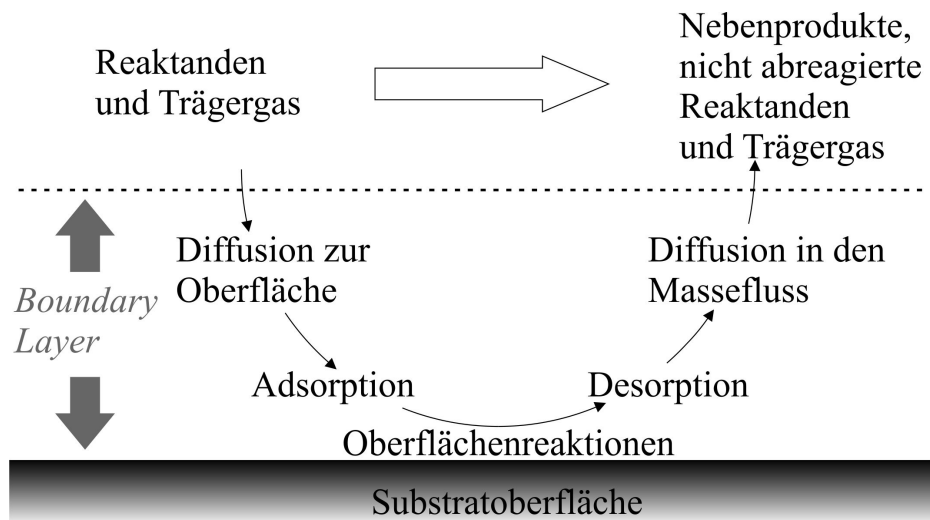 Reaktanden
und Trägergas
Nebenprodukte,
nicht abreagierte
Reaktanden
und Trägergas
Boundary
Layer
Diffusion zur
Oberfläche
Adsorption
Oberflächenreaktionen
Desorption
Diffusion in den
Massefluss
Substratoberfläche